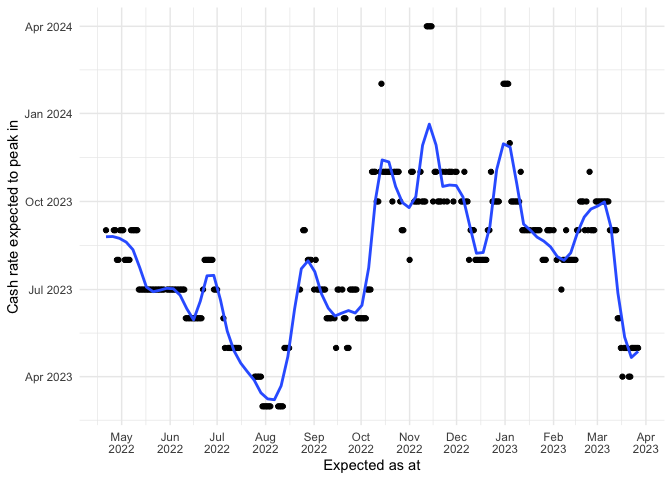 Cash rate expected to peak in
Apr 2024
Jan 2024
Oct 2023
Jul 2023
Apr 2023
May Jun Jul Aug Sep Oct Nov Dec Jan Feb Mar Apr
2022 2022 2022 2022 2022 2022 2022 2022 2023 2023 2023 2023
Expected as at